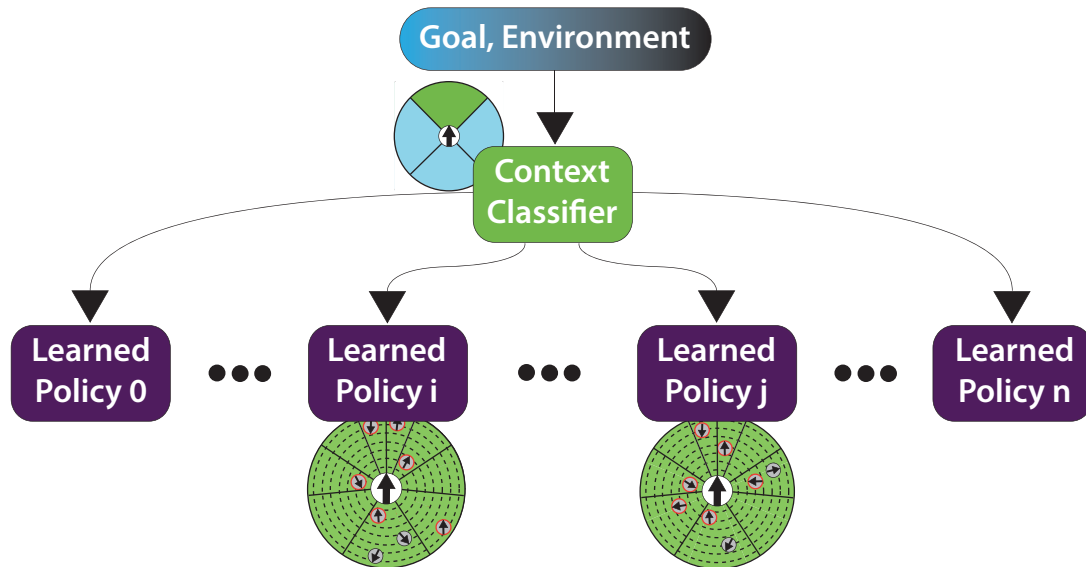 Goal, Environment
Context
Classifier
Learned
Policy 0
Learned
Policy i
Learned
Policy j
Learned
Policy n